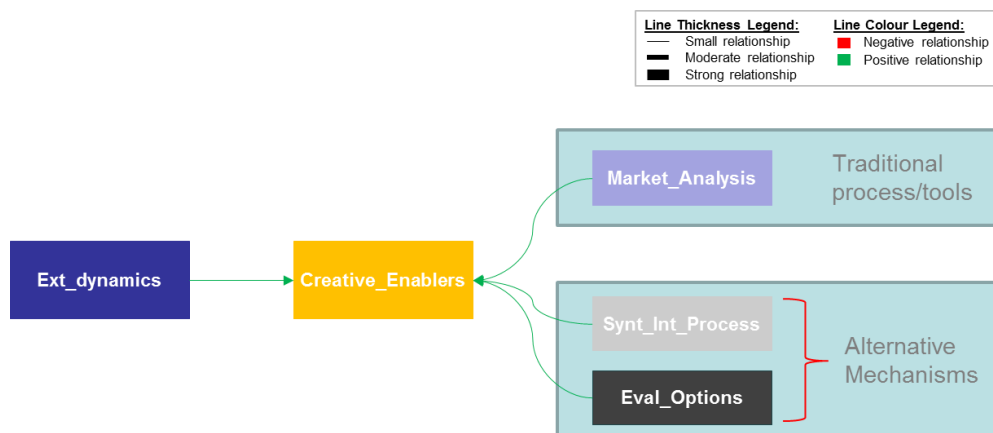 Line Thickness Legend:
Small relationship
Moderate relationship
Strong relationship
Line Colour Legend:
Negative relationship
Positive relationship
Market_Analysis
Traditional
process/tools
Ext_dynamics
Creative_Enablers
Synt_Int_Process
Eval_Options
Alternative
Mechanisms